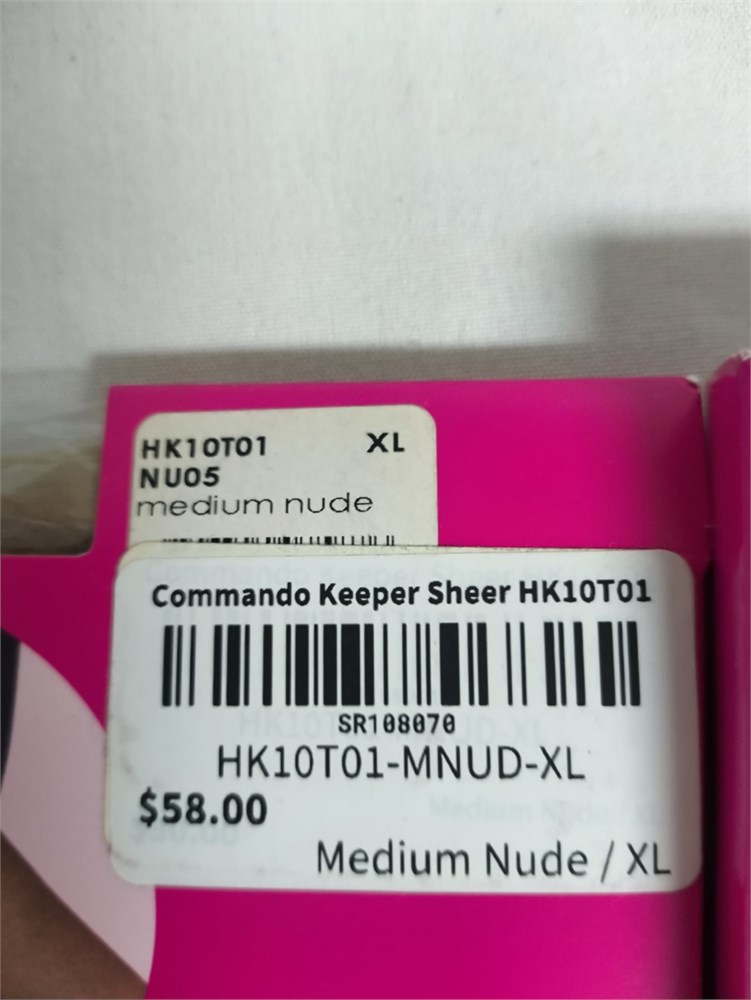 HK10T01 XL
NU05
medium nude
Commando Keeper Sheer HK10T01
SR108070
HK10T01-MNUD-XL
$58.00
Medium Nude / XL